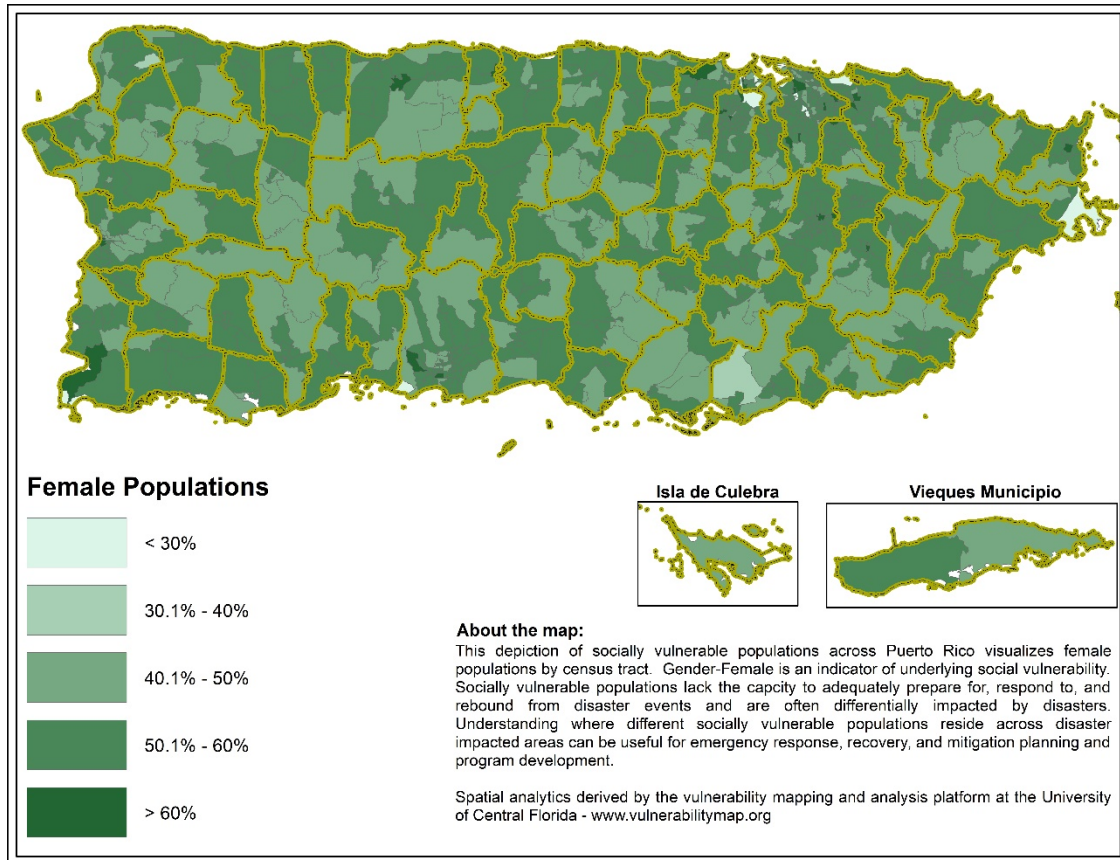 Female Populations
< 30%
30.1% - 40%
40.1% - 50%
50.1% - 60%
> 60%
Isla de Culebra
Vieques Municipio
About the map:
This depiction of socially vulnerable populations across Puerto Rico visualizes female
populations by census tract. Gender-Female is an indicator of underlying social vulnerability.
Socially vulnerable populations lack the capcity to adequately prepare for, respond to, and
rebound from disaster events and are often differentially impacted by disasters.
Understanding where different socially vulnerable populations reside across disaster
impacted areas can be useful for emergency response, recovery, and mitigation planning and
program development.
Spatial analytics derived by the vulnerability mapping and analysis platform at the University
of Central Florida - www.vulnerabilitymap.org